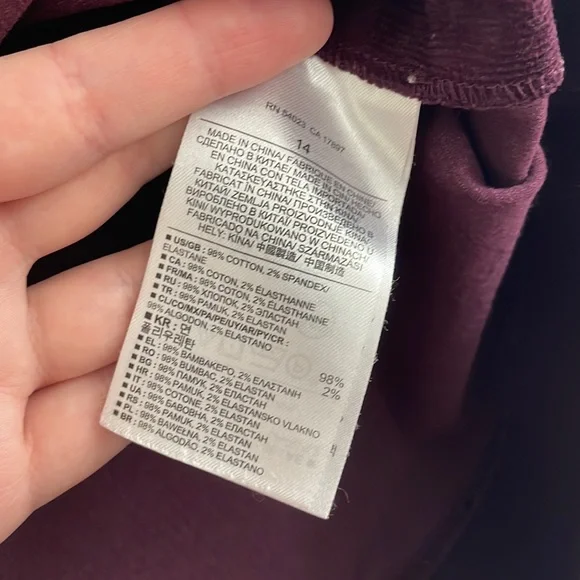 RN 54023 CA 17897
14
MADE IN CHINA/ FABRIQUE EN CHINE/
СДЕЛАНО В КИТАЕ/ MADE IN/ HECHO
EN CHINA CON TELA IMPORTADA/
ΚΑΤΑΣΚΕΥΑΣΤΗΚΕ ΣΤΗΝ ΚΙΝΑ/
FABRICAT ÎN CHINA/ ПРОИЗВЕДЕНО В
КИТАЙ/ ZEMLJA PROIZVODNJE KINA/
ВИРОБЛЕНО В КИТАЇ/ PROIZVEDENO U
KINI/ WYPRODUKOWANO W CHINACH/
FABRICADO NA CHINA/ SZÁRMAZÁSI
HELY: KINA/ 中國製造/ 中国制造
■ US/GB : 98% COTTON, 2% SPANDEX/
ELASTANE
■ CA : 98% COTON, 2% ÉLASTHANNE
■ FR/MA : 98% COTON, 2% ÉLASTHANNE
■ RU : 98% ХЛОПОК, 2% ЭЛАСТАН
■ TR : 98% PAMUK, 2% ELASTAN
■ CL/CO/MX/PA/PE/UY/AR/PY/CR :
98% ALGODÓN, 2% ELASTANO
■ KR : 면 98%
폴리우레탄 2%
■ EL : 98% ΒΑΜΒΑΚΕΡΟ, 2% ΕΛΑΣΤΑΝΗ
■ RO : 98% BUMBAC, 2% ELASTAN
■ BG : 98% ПАМУК, 2% ЕЛАСТАН
■ HR : 98% PAMUK, 2% ELASTANSKO VLAKNO
■ IT : 98% COTONE, 2% ELASTAN
■ UA : 98% БАВОВНА, 2% ЕЛАСТАН
■ RS : 98% PAMUK, 2% ELASTAN
■ PL : 98% BAWEŁNA, 2% ELASTAN
■ BR : 98% ALGODÃO, 2% ELASTANO